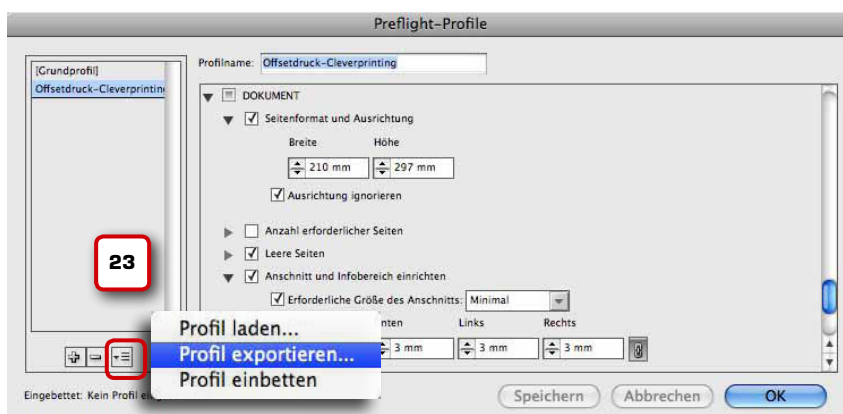 Preflight-Profile
[Grundprofil]
Offsetdruck-Cleverprintin
Profilname: Offsetdruck-Cleverprinting
DOKUMENT
Seitenformat und Ausrichtung
Breite Höhe
210 mm 297 mm
Ausrichtung ignorieren
Anzahl erforderlicher Seiten
Leere Seiten
Anschnitt und Infobereich einrichten
Erforderliche Größe des Anschnitts: Minimal
nten Links Rechts
3 mm 3 mm 3 mm
23
Profil laden...
Profil exportieren...
Profil einbetten
Eingebettet: Kein Profil
Speichern Abbrechen OK